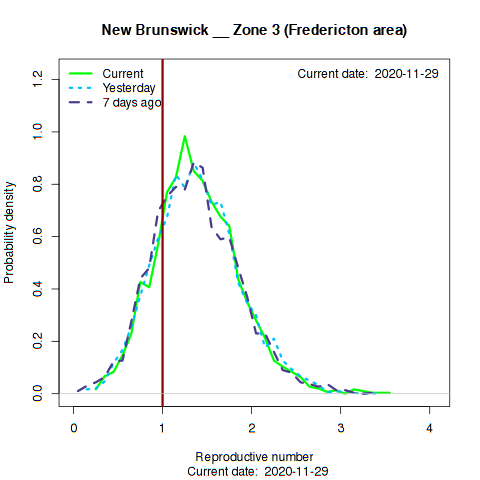 New Brunswick __ Zone 3 (Fredericton area)
Current
Yesterday
7 days ago
Current date: 2020-11-29
Probability density
0.0
0.2
0.4
0.6
0.8
1.0
1.2
0
1
2
3
4
Reproductive number
Current date: 2020-11-29